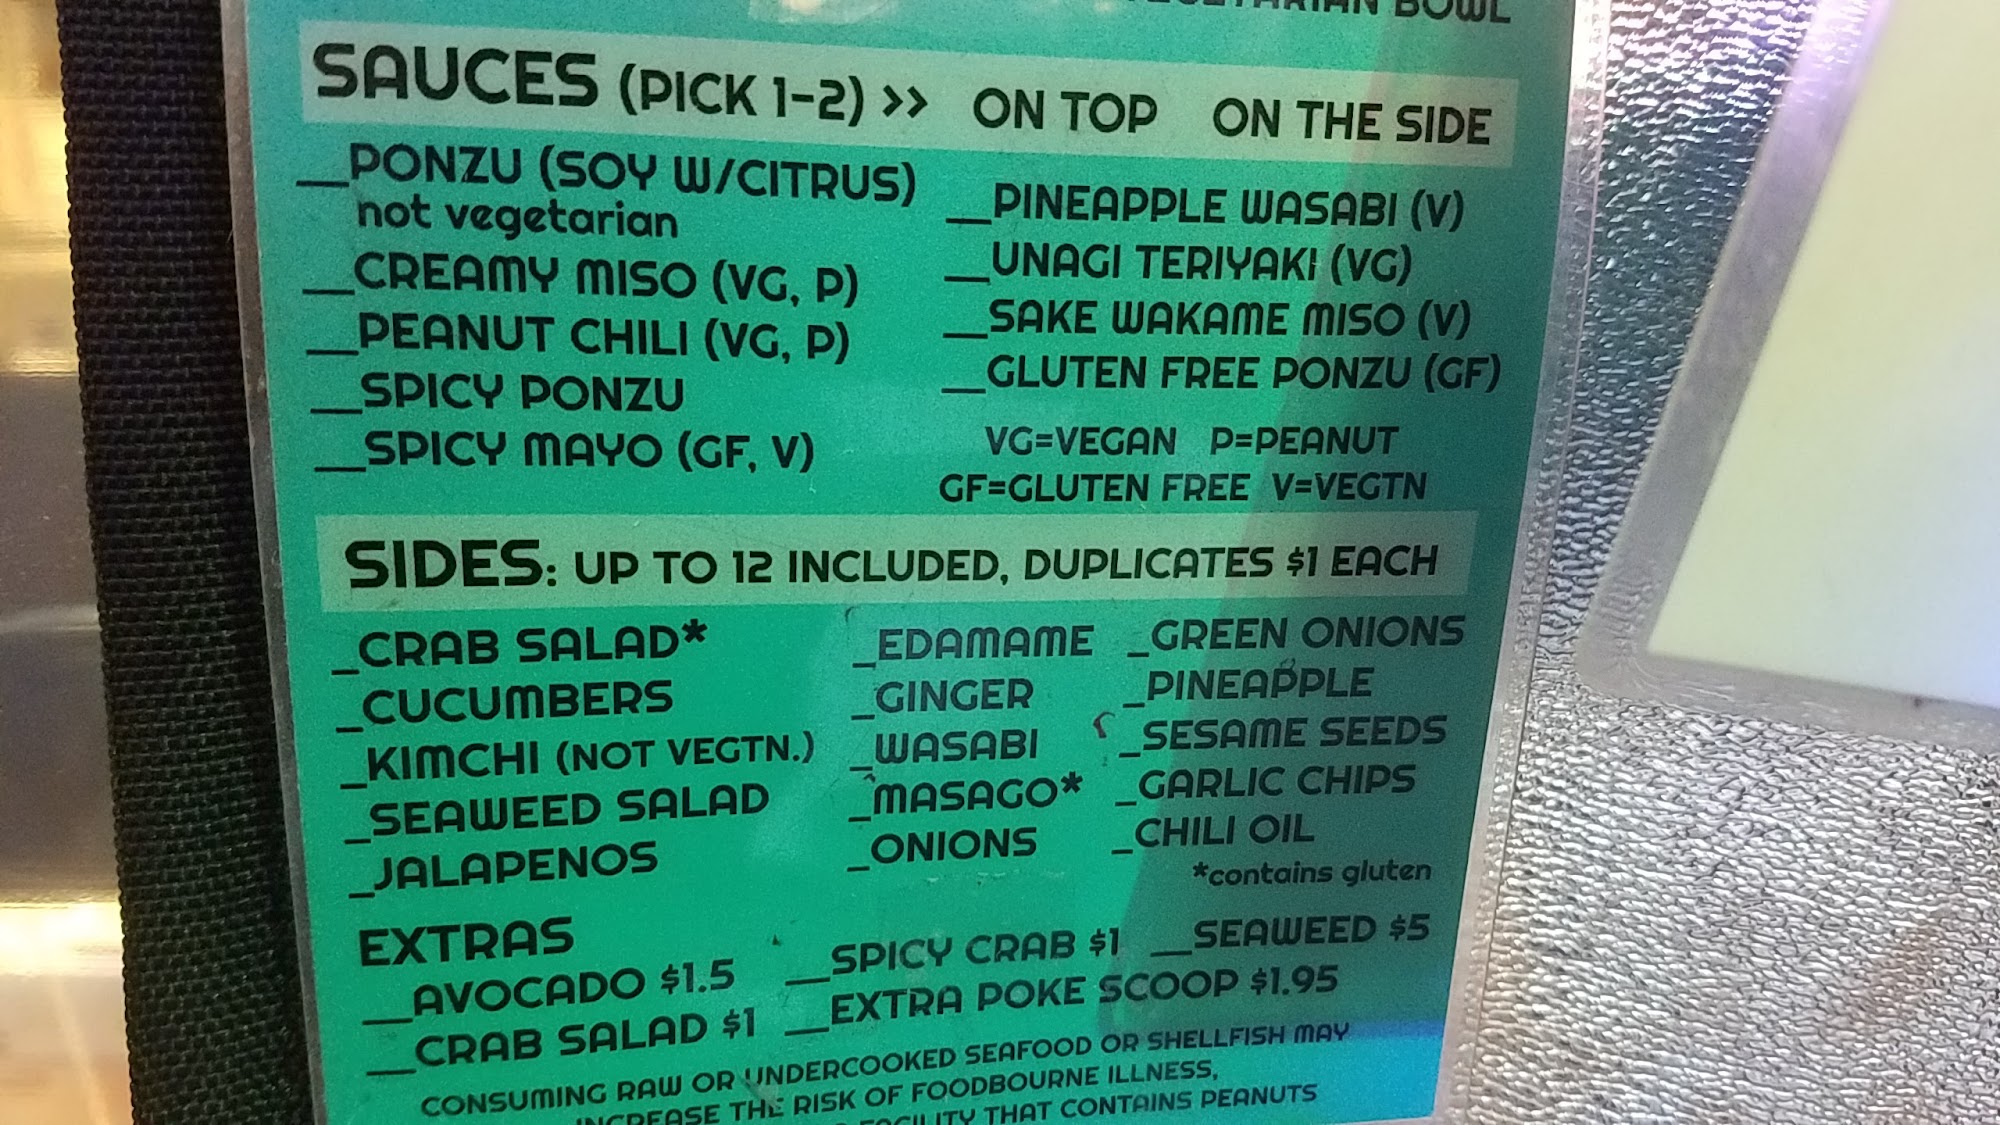 BOWL
SAUCES (PICK 1-2) >> ON TOP ON THE SIDE
__PONZU (SOY W/CITRUS)
not vegetarian
__CREAMY MISO (VG, P)
__PEANUT CHILI (VG, P)
__SPICY PONZU
__SPICY MAYO (GF, V)
__PINEAPPLE WASABI (V)
__UNAGI TERIYAKI (VG)
__SAKE WAKAME MISO (V)
__GLUTEN FREE PONZU (GF)
VG=VEGAN P=PEANUT
GF=GLUTEN FREE V=VEGTN
SIDES: UP TO 12 INCLUDED, DUPLICATES $1 EACH
_CRAB SALAD*
_CUCUMBERS
_KIMCHI (NOT VEGTN.)
_SEAWEED SALAD
_JALAPENOS
_EDAMAME
_GINGER
_WASABI
_MASAGO*
_ONIONS
_GREEN ONIONS
_PINEAPPLE
_SESAME SEEDS
_GARLIC CHIPS
_CHILI OIL
*contains gluten
EXTRAS
__AVOCADO $1.5
__CRAB SALAD $1
__SPICY CRAB $1
__EXTRA POKE SCOOP $1.95
__SEAWEED $5
CONSUMING RAW OR UNDERCOOKED SEAFOOD OR SHELLFISH MAY
INCREASE THE RISK OF FOODBOURNE ILLNESS,
FACILITY THAT CONTAINS PEANUTS